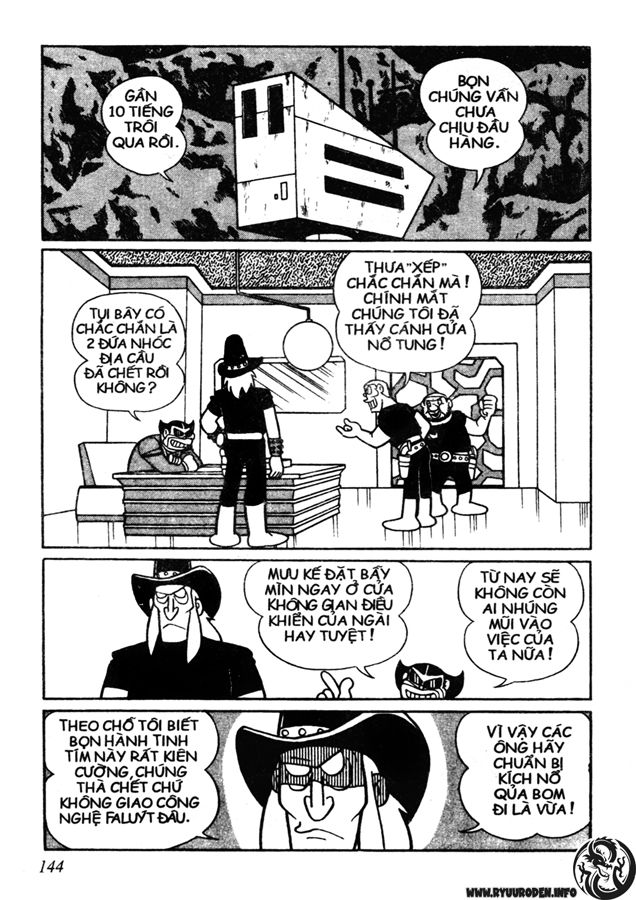 GẦN
10 TIẾNG
TRÔI
QUA RỒI.
BỌN
CHÚNG VẪN
CHƯA
CHỊU ĐẦU
HÀNG.
TỤI BÂY CÓ
CHẮC CHẮN LÀ
2 ĐỨA NHÓC
ĐỊA CẦU
ĐÃ CHẾT RỒI
KHÔNG?
THƯA "XẾP"
CHẮC CHẮN MÀ!
CHÍNH MẮT
CHÚNG TÔI ĐÃ
THẤY CÁNH CỬA
NỔ TUNG!
MƯU KẾ ĐẶT BẪY
MÌN NGAY Ở CỬA
KHÔNG GIAN ĐIỀU
KHIỂN CỦA NGÀI
HAY TUYỆT!
TỪ NAY SẼ
KHÔNG CÒN
AI NHÚNG
MŨI VÀO
VIỆC CỦA
TA NỮA!
THEO CHỖ TÔI BIẾT
BỌN HÀNH TINH
TÍM NÀY RẤT KIÊN
CƯỜNG, CHÚNG
THÀ CHẾT CHỨ
KHÔNG GIAO CÔNG
NGHỆ FALUÝT ĐÂU.
VÌ VẬY CÁC
ÔNG HÃY
CHUẨN BỊ
KÍCH NỔ
QỦA BOM
ĐI LÀ VỪA!
144
WWW.RYUURODEN.INFO